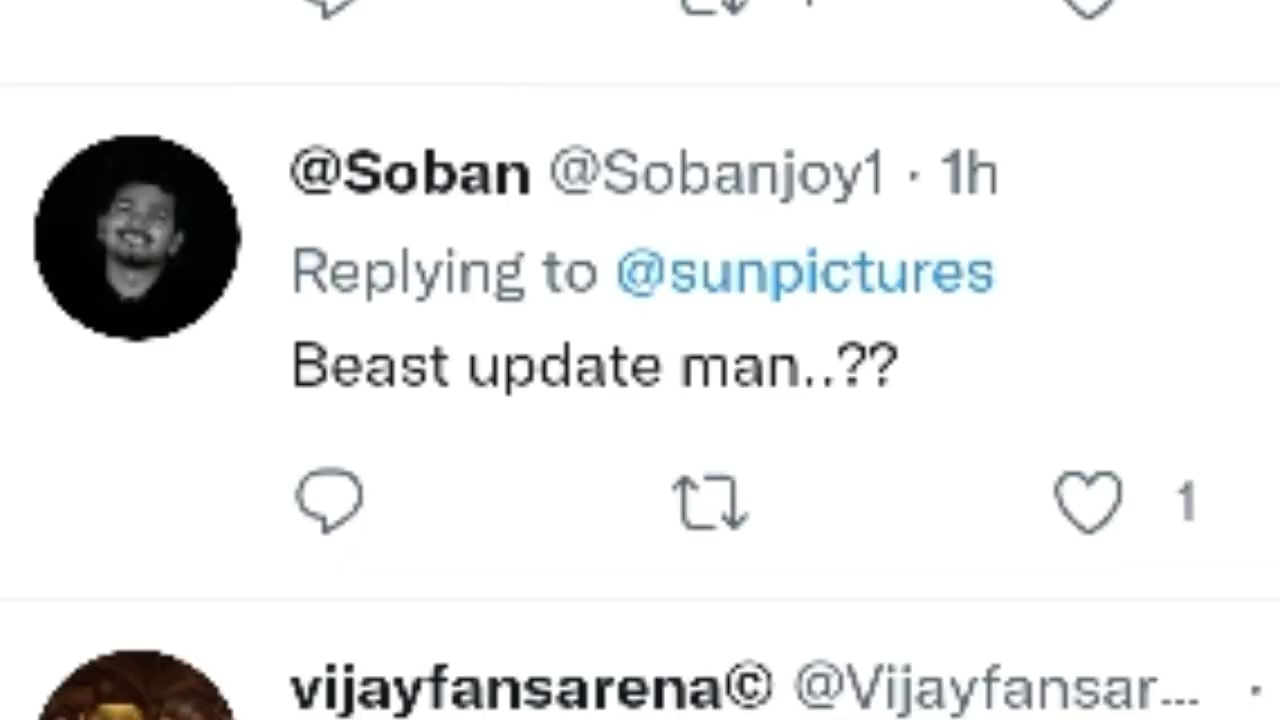 @Soban @Sobanjoy1 · 1h
Replying to @sunpictures
Beast update man..??
1
vijayfansarena© @Vijayfansar... ·